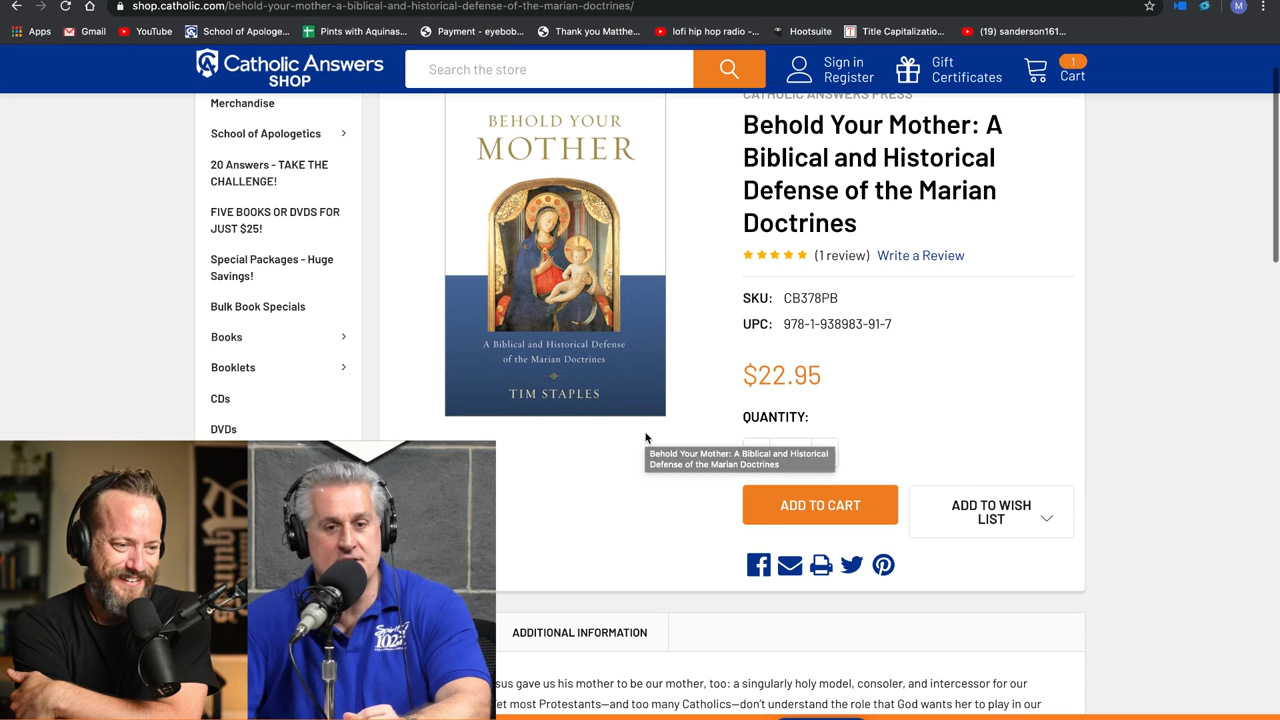 shop.catholic.com/behold-your-mother-a-biblical-and-historical-defense-of-the-marian-doctrines/
M
Apps
Gmail
YouTube
School of Apologe...
Pints with Aquinas...
Payment - eyebob...
Thank you Matthe...
lofi hip hop radio -...
Hootsuite
Title Capitalizatio...
(19) sanderson161...
Catholic Answers
SHOP
Search the store
Sign in
Register
Gift
Certificates
1
Cart
Merchandise
School of Apologetics
20 Answers - TAKE THE
CHALLENGE!
FIVE BOOKS OR DVDS FOR
JUST $25!
Special Packages - Huge
Savings!
Bulk Book Specials
Books
Booklets
CDs
DVDs
BEHOLD YOUR
MOTHER
A Biblical and Historical Defense
of the Marian Doctrines
TIM STAPLES
CATHOLIC ANSWERS PRESS
Behold Your Mother: A
Biblical and Historical
Defense of the Marian
Doctrines
(1 review) Write a Review
SKU: CB378PB
UPC: 978-1-938983-91-7
$22.95
QUANTITY:
Behold Your Mother: A Biblical and Historical
Defense of the Marian Doctrines
ADD TO CART
ADD TO WISH
LIST
Spirit
102
ADDITIONAL INFORMATION
sus gave us his mother to be our mother, too: a singularly holy model, consoler, and intercessor for our
et most Protestants—and too many Catholics—don't understand the role that God wants her to play in our